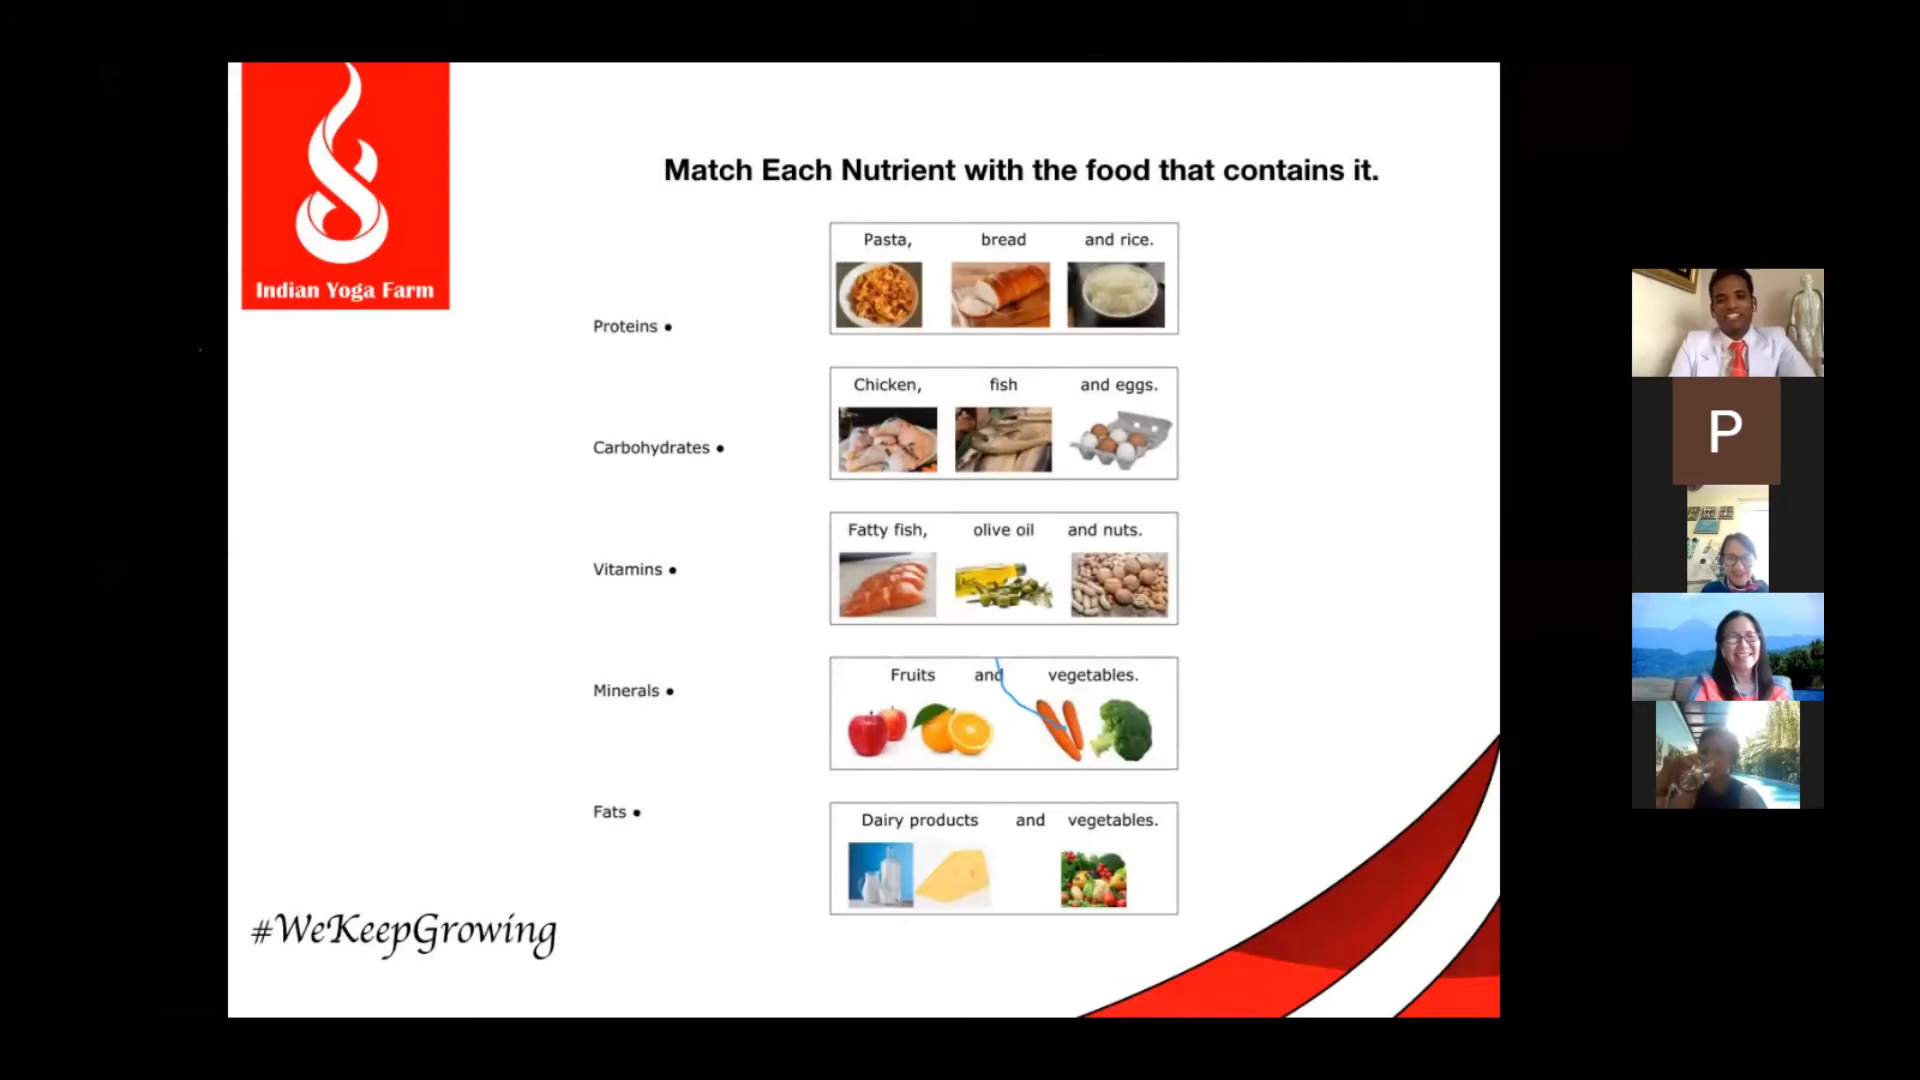 Indian Yoga Farm
Match Each Nutrient with the food that contains it.
Pasta, bread and rice.
Proteins •
Chicken, fish and eggs.
Carbohydrates •
Fatty fish, olive oil and nuts.
Vitamins •
Fruits and vegetables.
Minerals •
Fats •
Dairy products and vegetables.
#WeKeepGrowing
P